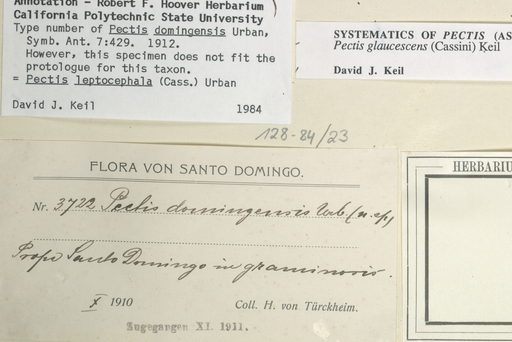 Annotation - Robert F. Hoover Herbarium
California Polytechnic State University
Type number of Pectis domingensis Urban,
Symb. Ant. 7:429. 1912.
However, this specimen does not fit the
protologue for this taxon.
= Pectis leptocephala (Cass.) Urban
David J. Keil 1984
SYSTEMATICS OF PECTIS (AS
Pectis glaucescens (Cassini) Keil
David J. Keil
128-84/23
FLORA VON SANTO DOMINGO.
Nr. 3722 Pectis domingensis Urb. (n. sp.)
Prope Santo Domingo in graminosis.
X 1910 Coll. H. von Türckheim.
Zugegangen XI. 1911.
HERBARIU